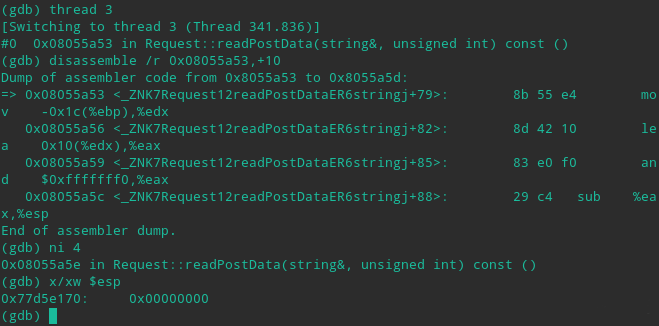 (gdb) thread 3
[Switching to thread 3 (Thread 341.836)]
#0  0x08055a53 in Request::readPostData(string&, unsigned int) const ()
(gdb) disassemble /r 0x08055a53,+10
Dump of assembler code from 0x8055a53 to 0x8055a5d:
=> 0x08055a53 <_ZNK7Request12readPostDataER6stringj+79>:        8b 55 e4        mo
v    -0x1c(%ebp),%edx
   0x08055a56 <_ZNK7Request12readPostDataER6stringj+82>:        8d 42 10        le
a    0x10(%edx),%eax
   0x08055a59 <_ZNK7Request12readPostDataER6stringj+85>:        83 e0 f0        an
d    $0xfffffff0,%eax
   0x08055a5c <_ZNK7Request12readPostDataER6stringj+88>:        29 c4   sub    %ea
x,%esp
End of assembler dump.
(gdb) ni 4
0x08055a5e in Request::readPostData(string&, unsigned int) const ()
(gdb) x/xw $esp
0x77d5e170:     0x00000000
(gdb)